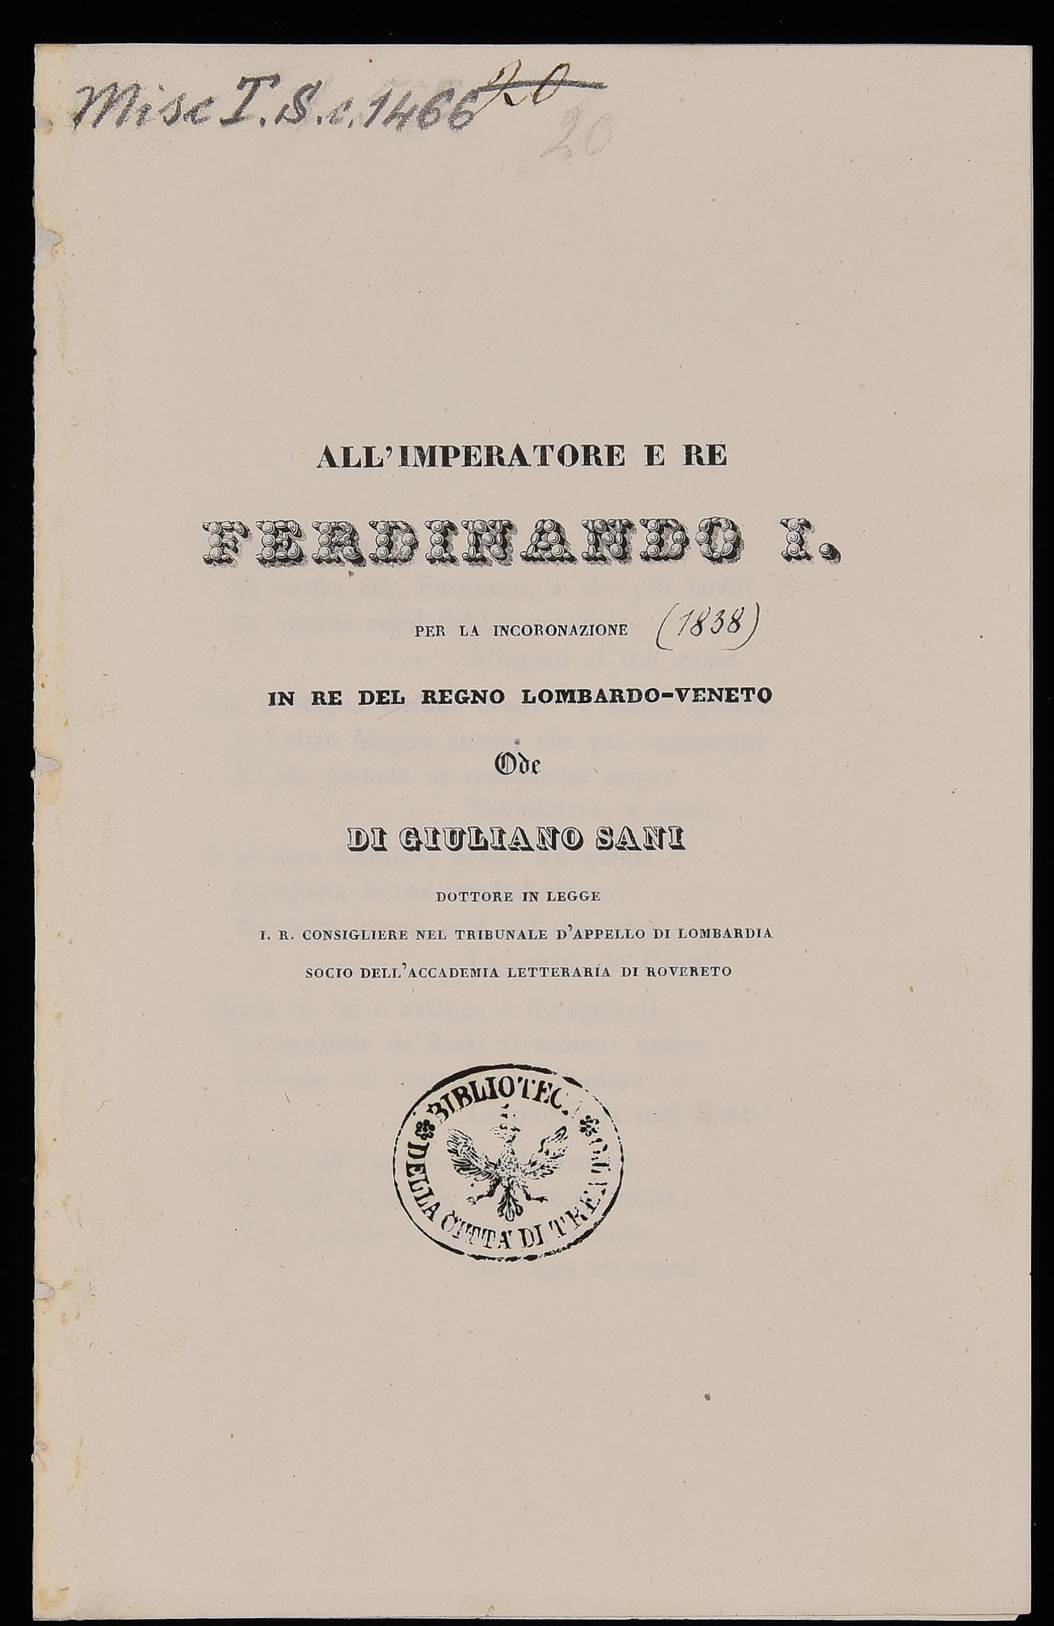 Misc T.S.c.1466 20
20
ALL'IMPERATORE E RE
FERDINANDO I.
PER LA INCORONAZIONE (1838)
IN RE DEL REGNO LOMBARDO-VENETO
Ode
DI GIULIANO SANI
DOTTORE IN LEGGE
I. R. CONSIGLIERE NEL TRIBUNALE D'APPELLO DI LOMBARDIA
SOCIO DELL'ACCADEMIA LETTERARIA DI ROVERETO
BIBLIOTECA
DELLA CITTA' DI TRENTO